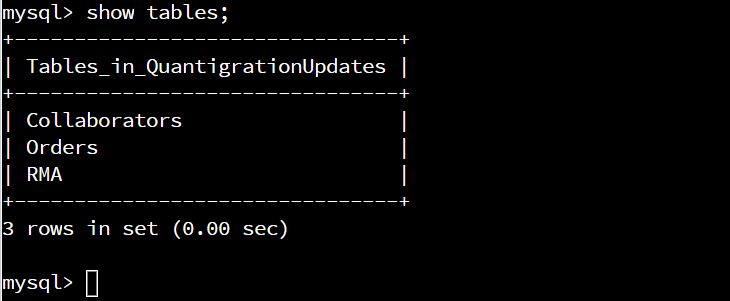 mysql> show tables;
+--------------------------------+
| Tables_in_QuantigrationUpdates |
+--------------------------------+
| Collaborators                  |
| Orders                         |
| RMA                            |
+--------------------------------+
3 rows in set (0.00 sec)
mysql>